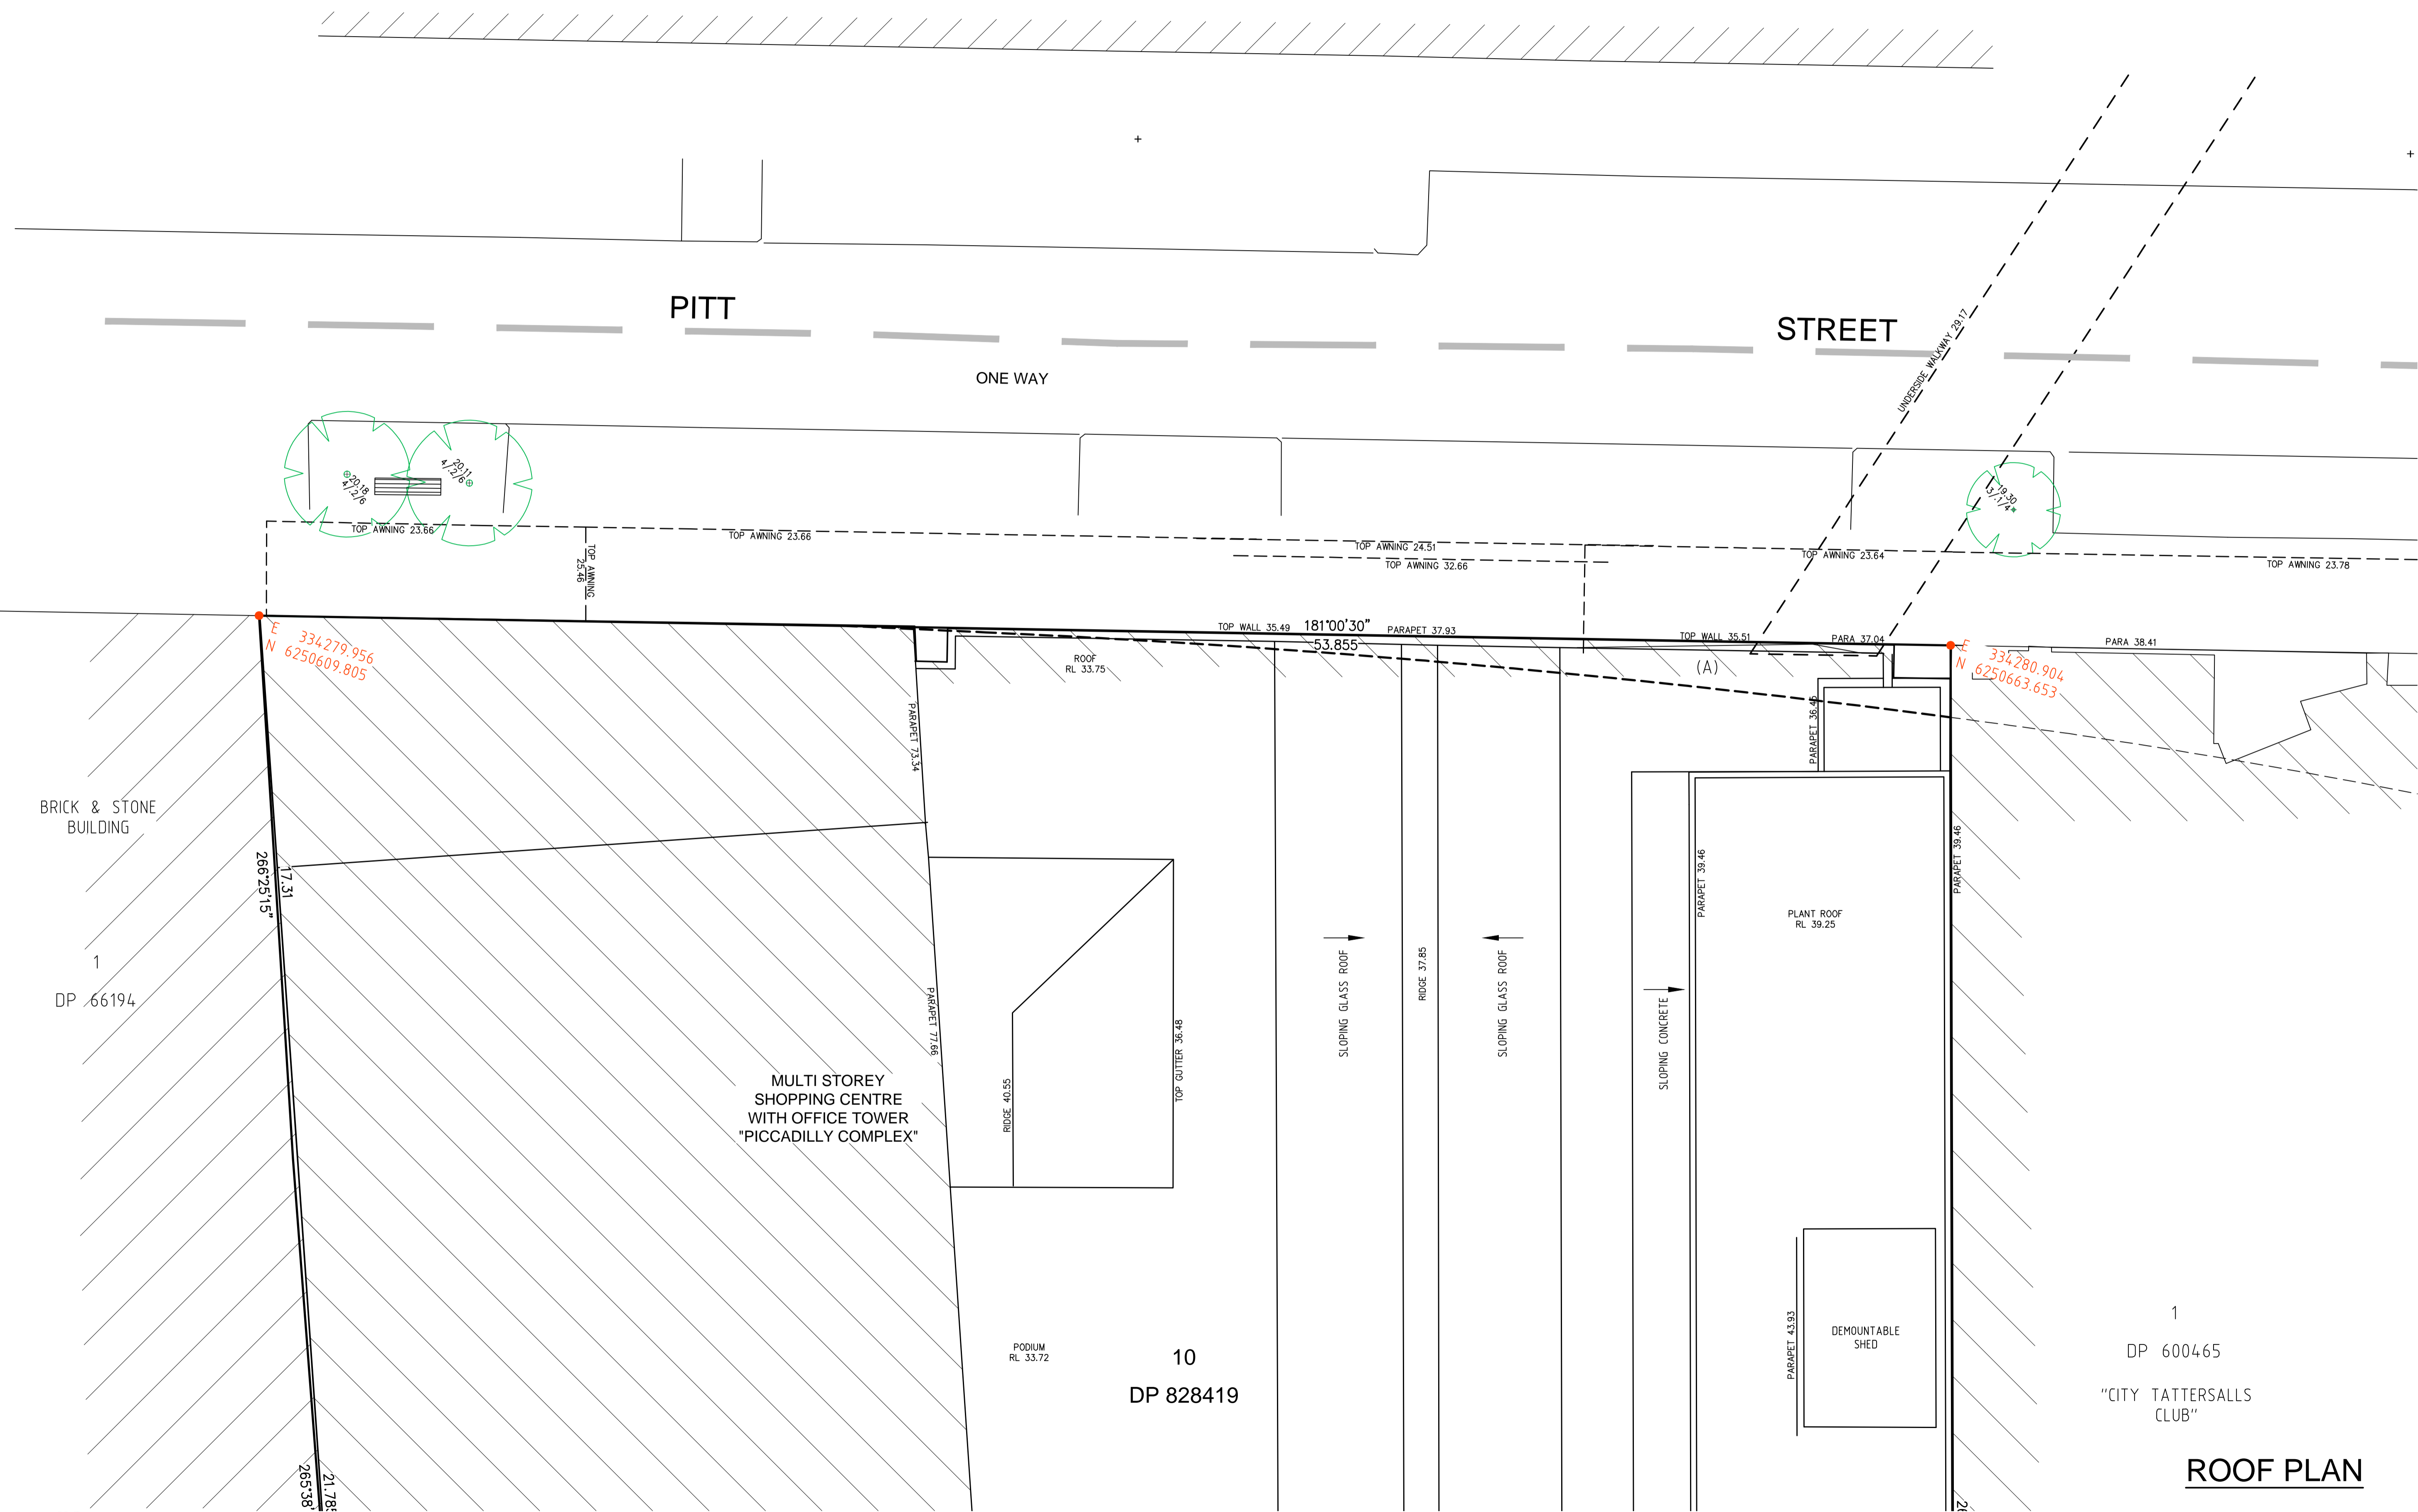 PITT
STREET
ONE WAY
UNDERSIDE WALKWAY 29.17
20.18
4/.2/6
20.11
4/.2/6
19.30
3/.1/4
TOP AWNING 23.66
TOP AWNING
25.46
TOP AWNING 23.66
TOP AWNING 24.51
TOP AWNING 32.66
TOP AWNING 23.64
TOP AWNING 23.78
E 334279.956
N 6250609.805
TOP WALL 35.49
181°00'30"
53.855
PARAPET 37.93
TOP WALL 35.51
PARA 37.04
E 334280.904
N 6250663.653
PARA 38.41
ROOF
RL 33.75
(A)
PARAPET 73.34
PARAPET 36.45
BRICK & STONE
BUILDING
266°25'15"
17.31
PARAPET 39.46
PARAPET 39.46
PLANT ROOF
RL 39.25
1
DP 66194
PARAPET 77.66
SLOPING GLASS ROOF
RIDGE 37.85
SLOPING GLASS ROOF
SLOPING CONCRETE
MULTI STOREY
SHOPPING CENTRE
WITH OFFICE TOWER
"PICCADILLY COMPLEX"
RIDGE 40.55
TOP GUTTER 36.48
PODIUM
RL 33.72
10
DP 828419
PARAPET 43.93
DEMOUNTABLE
SHED
1
DP 600465
"CITY TATTERSALLS
CLUB"
265°38'
21.785
ROOF PLAN